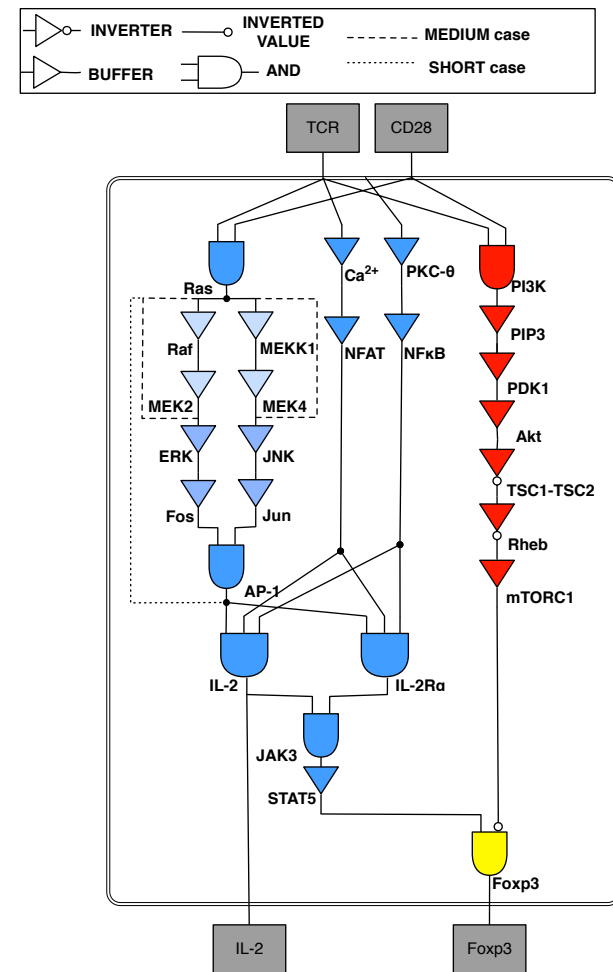 INVERTER
INVERTED
VALUE
MEDIUM case
BUFFER
AND
SHORT case
TCR
CD28
Ca2+
PKC-θ
Ras
PI3K
Raf
MEKK1
NFAT
NFκB
PIP3
PDK1
MEK2
MEK4
Akt
ERK
JNK
TSC1-TSC2
Fos
Jun
Rheb
AP-1
mTORC1
IL-2
IL-2Rα
JAK3
STAT5
Foxp3
IL-2
Foxp3